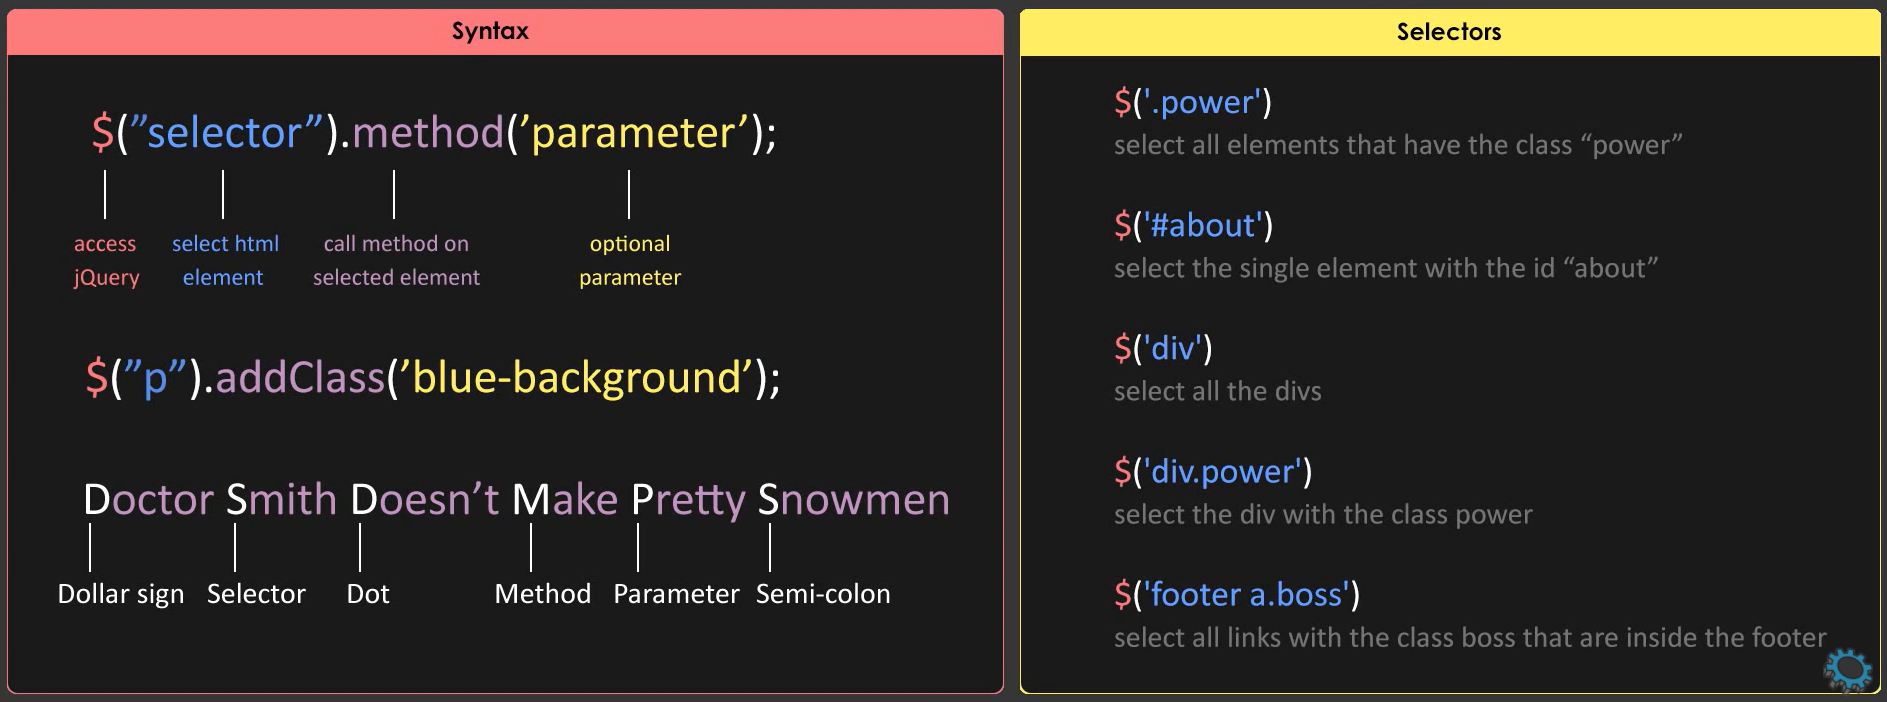 Syntax
$(”selector”).method(’parameter’);
access select html call method on optional
jQuery element selected element parameter
$(”p”).addClass(’blue-background’);
Doctor Smith Doesn’t Make Pretty Snowmen
Dollar sign Selector Dot Method Parameter Semi-colon
Selectors
$('.power')
select all elements that have the class “power”
$('#about')
select the single element with the id “about”
$('div')
select all the divs
$('div.power')
select the div with the class power
$('footer a.boss')
select all links with the class boss that are inside the footer